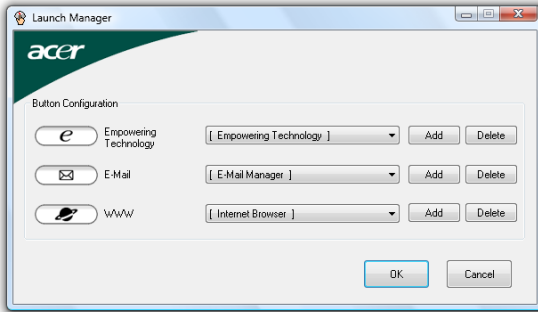 Launch Manager
acer
Button Configuration
e Empowering Technology [ Empowering Technology ] Add Delete
E-Mail [ E-Mail Manager ] Add Delete
WWW [ Internet Browser ] Add Delete
OK Cancel